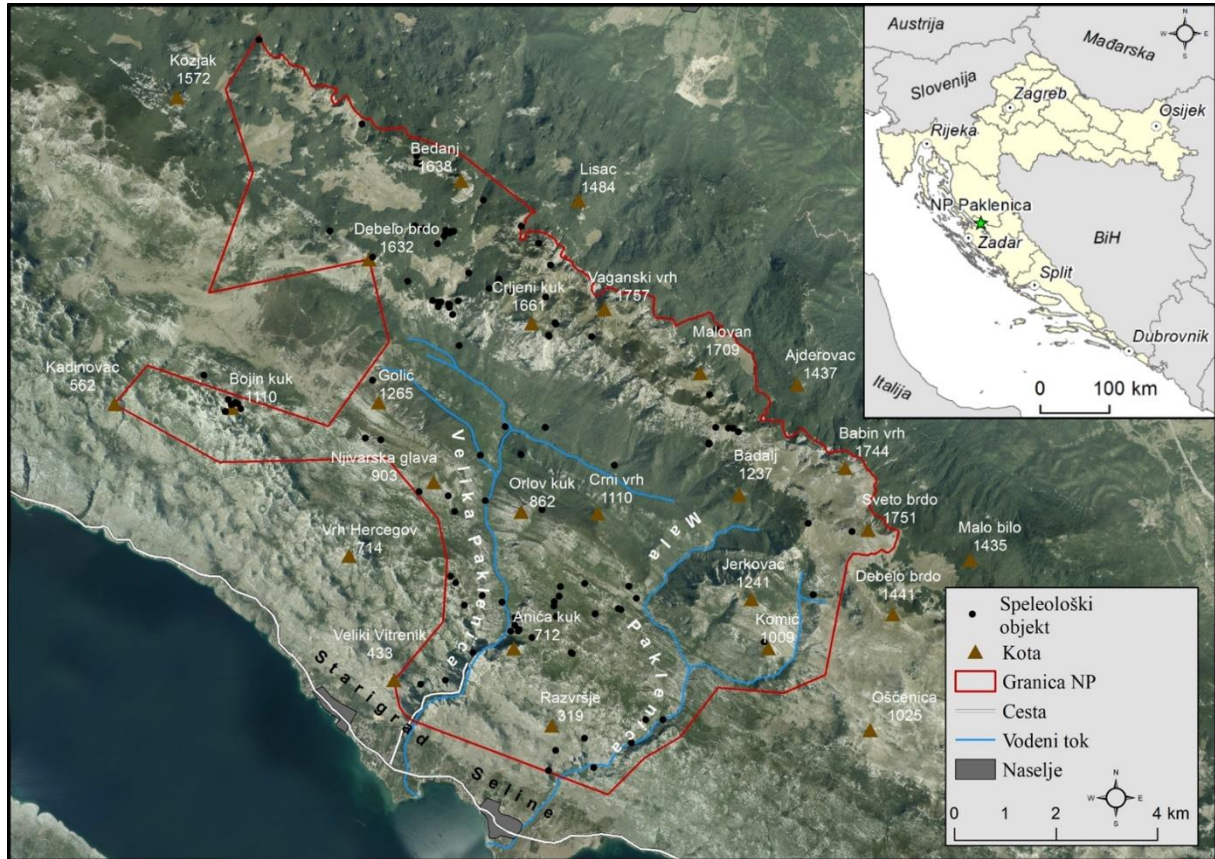 Kozjak
1572
Bedanj
1638
Lisac
1484
Debelo brdo
1632
Vaganski vrh
1757
Crljeni kuk
1661
Malovan
1709
Ajderovac
1437
Kadinovac
562
Bojin kuk
1110
Golić
1265
Babin vrh
1744
Njivarska glava
903
Velika Paklenica
Orlov kuk
862
Crni vrh
1110
Badalj
1237
Sveto brdo
1751
Malo bilo
1435
Vrh Hercegov
714
Mala Paklenica
Jerkovac
1241
Debelo brdo
1441
Anića kuk
712
Komić
1009
Veliki Vitrenik
433
Razvršje
319
Oščenica
1025
Starigrad
Seline
Austrija
Mađarska
N
W E
S
Slovenija
Zagreb
Osijek
Rijeka
NP Paklenica
Zadar
BiH
Split
Dubrovnik
Italija
0 100 km
Speleološki
objekt
Kota
Granica NP
Cesta
Vodeni tok
Naselje
N
W E
S
0 1 2 4 km